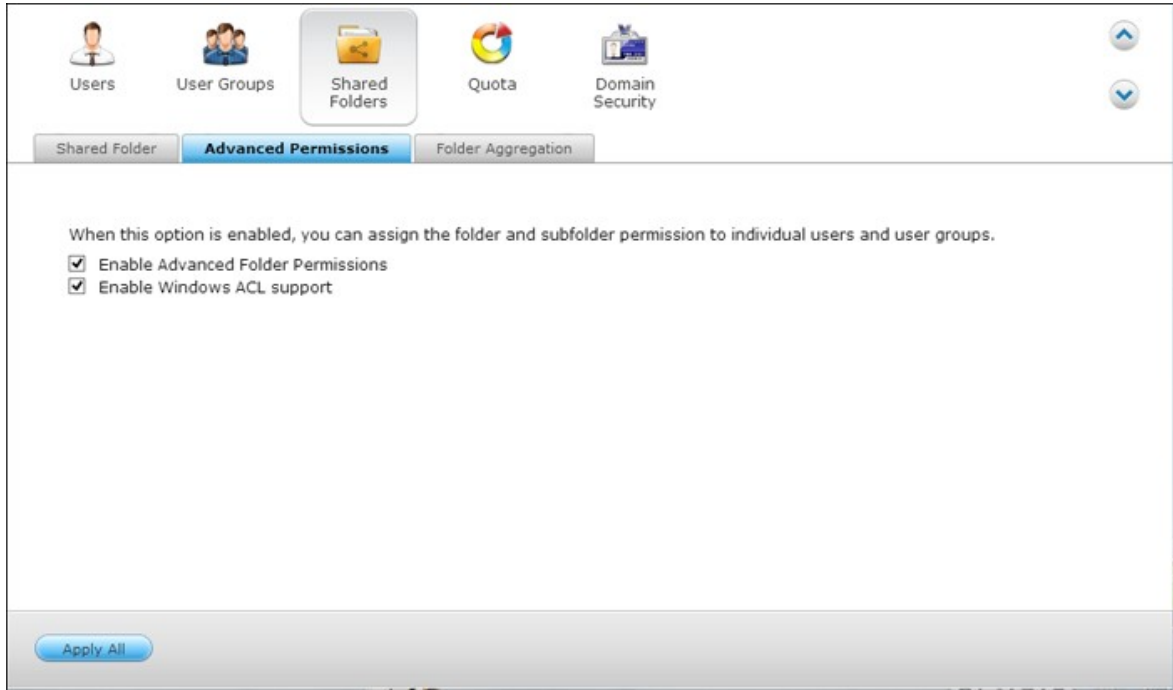 Users
User Groups
Shared
Folders
Quota
Domain
Security
Shared Folder
Advanced Permissions
Folder Aggregation
When this option is enabled, you can assign the folder and subfolder permission to individual users and user groups.
Enable Advanced Folder Permissions
Enable Windows ACL support
Apply All